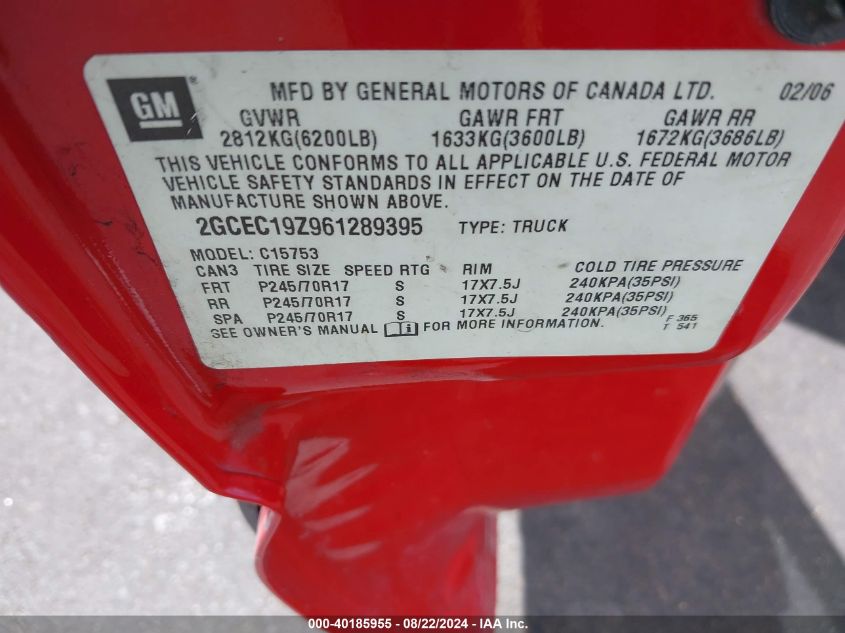 GM ®
MFD BY GENERAL MOTORS OF CANADA LTD. 02/06
GVWR GAWR FRT GAWR RR
2812KG(6200LB) 1633KG(3600LB) 1672KG(3686LB)
THIS VEHICLE CONFORMS TO ALL APPLICABLE U.S. FEDERAL MOTOR
VEHICLE SAFETY STANDARDS IN EFFECT ON THE DATE OF
MANUFACTURE SHOWN ABOVE.
2GCEC19Z961289395 TYPE: TRUCK
MODEL: C15753
CAN3 TIRE SIZE SPEED RTG RIM COLD TIRE PRESSURE
FRT P245/70R17 S 17X7.5J 240KPA(35PSI)
RR P245/70R17 S 17X7.5J 240KPA(35PSI)
SPA P245/70R17 S 17X7.5J 240KPA(35PSI)
SEE OWNER'S MANUAL i FOR MORE INFORMATION. F 365
T 541
000-40185955 - 08/22/2024 - IAA Inc.